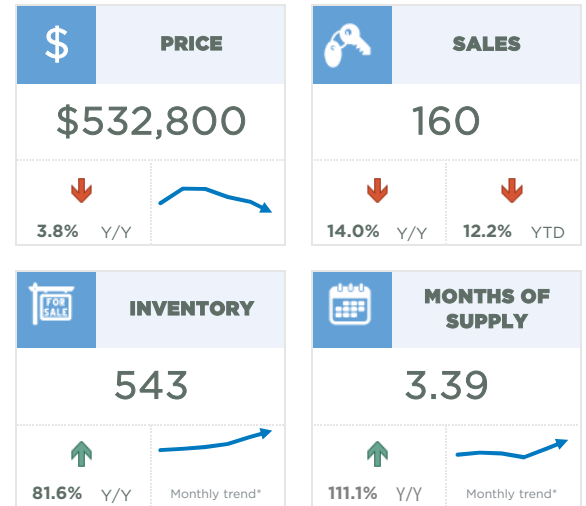 $ PRICE
$532,800
3.8% Y/Y
SALES
160
14.0% Y/Y 12.2% YTD
FOR
SALE
INVENTORY
543
81.6% Y/Y Monthly trend*
MONTHS OF
SUPPLY
3.39
111.1% Y/Y Monthly trend*